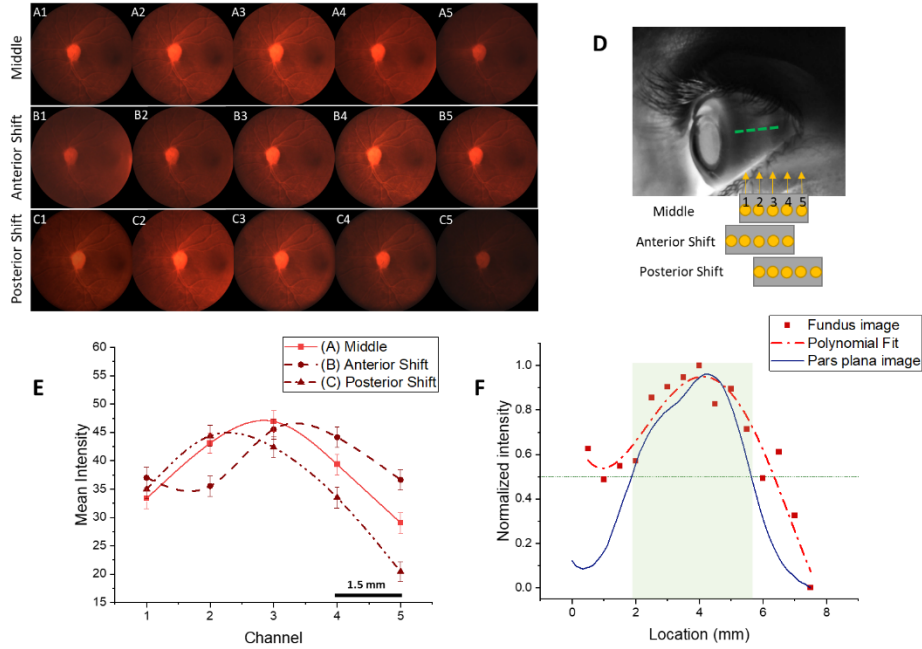 A1 A2 A3 A4 A5
Middle
B1 B2 B3 B4 B5
Anterior Shift
C1 C2 C3 C4 C5
Posterior Shift
D
1 2 3 4 5
Middle
Anterior Shift
Posterior Shift
E
(A) Middle
(B) Anterior Shift
(C) Posterior Shift
60
55
50
45
40
35
30
25
20
15
Mean Intensity
1.5 mm
1 2 3 4 5
Channel
F
Fundus image
Polynomial Fit
Pars plana image
1.0
0.8
0.6
0.4
0.2
0.0
Normalized intensity
0 2 4 6 8
Location (mm)